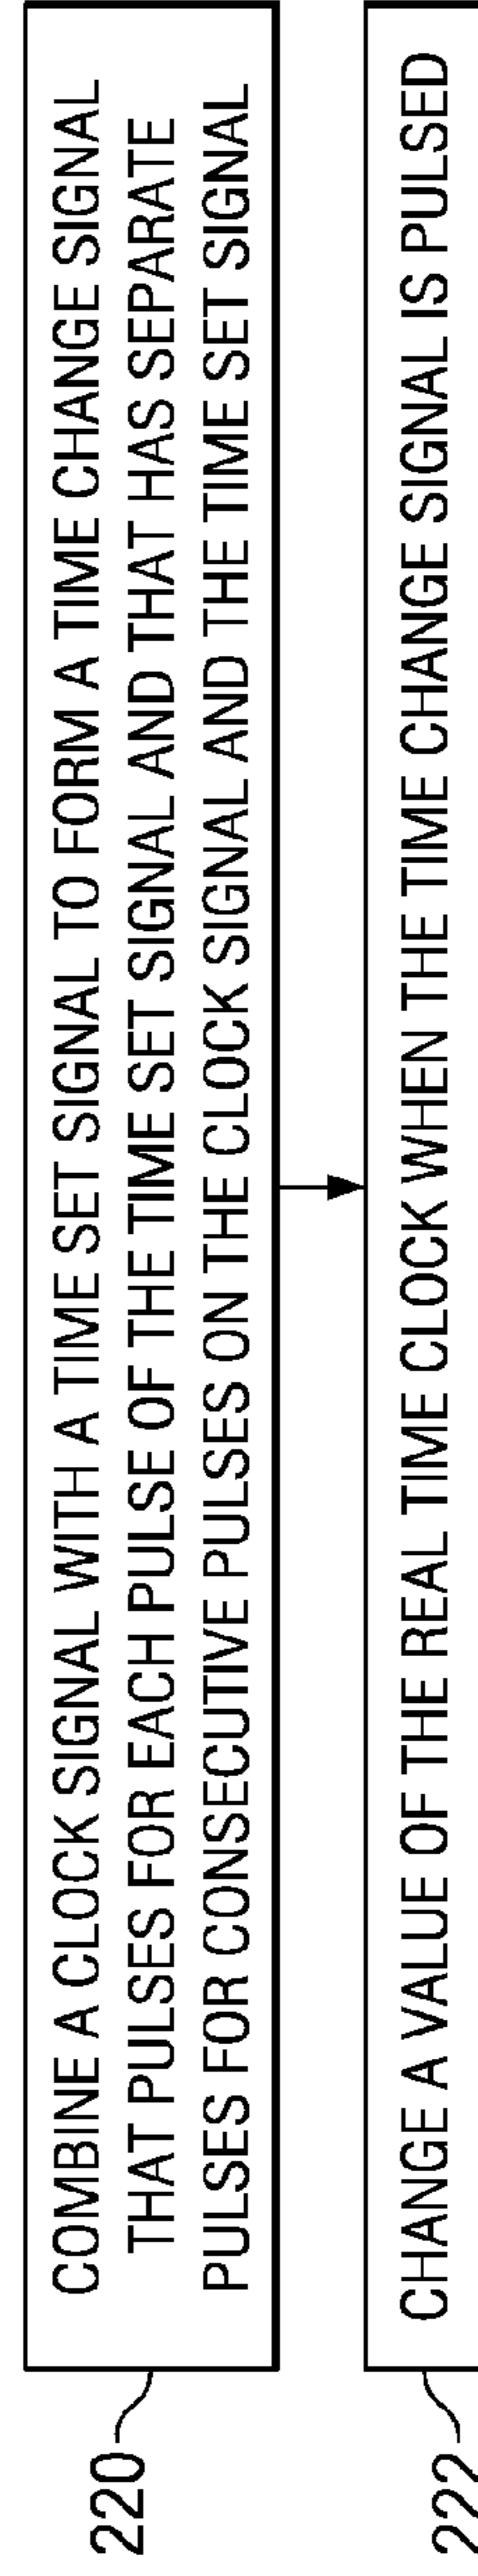 220
COMBINE A CLOCK SIGNAL WITH A TIME SET SIGNAL TO FORM A TIME CHANGE SIGNAL
THAT PULSES FOR EACH PULSE OF THE TIME SET SIGNAL AND THAT HAS SEPARATE
PULSES FOR CONSECUTIVE PULSES ON THE CLOCK SIGNAL AND THE TIME SET SIGNAL
222
CHANGE A VALUE OF THE REAL TIME CLOCK WHEN THE TIME CHANGE SIGNAL IS PULSED